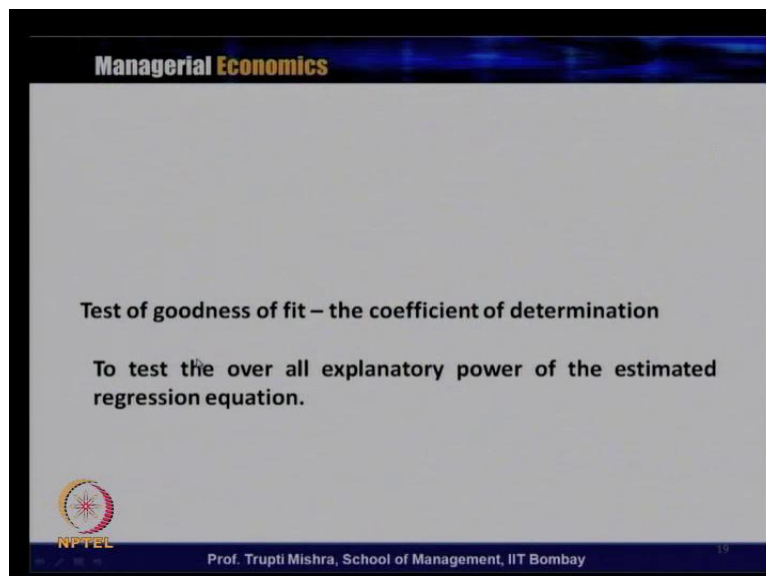 Managerial Economics
Test of goodness of fit – the coefficient of determination
To test the over all explanatory power of the estimated
regression equation.
NPTEL
Prof. Trupti Mishra, School of Management, IIT Bombay
19